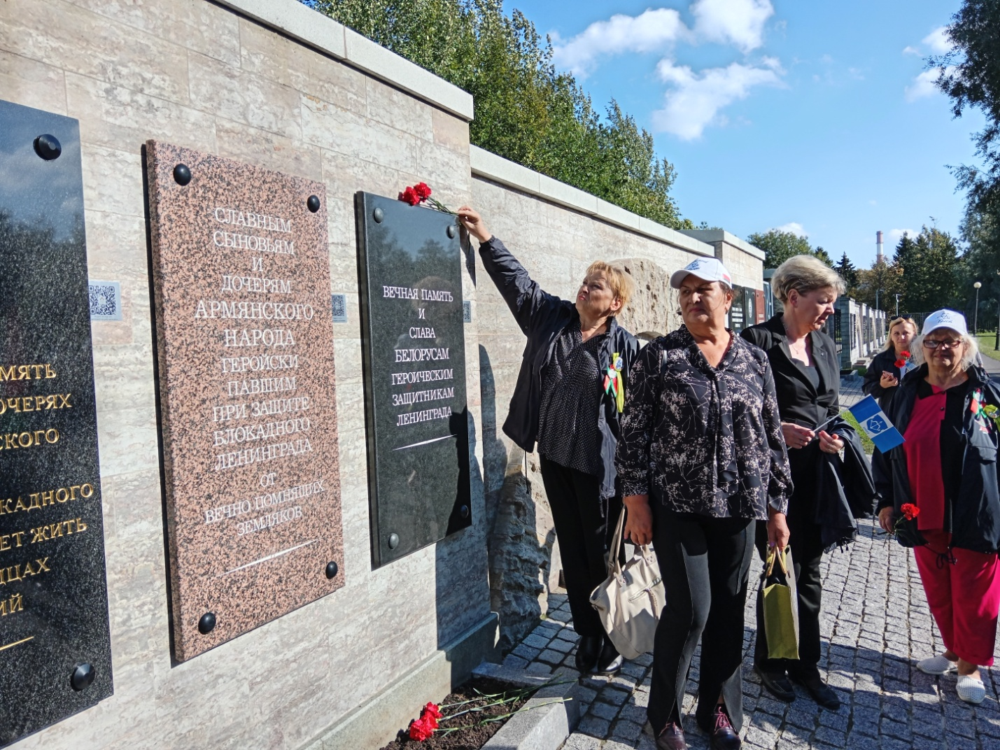 МЯТЬ
ОЧЕРЯХ
СКОГО
КАДНОГО
ЕТ ЖИТЬ
ДЦАХ
ИЙ
СЛАВНЫМ
СЫНОВЬЯМ
И
ДОЧЕРЯМ
АРМЯНСКОГО
НАРОДА
ГЕРОЙСКИ
ПАВШИМ
ПРИ ЗАЩИТЕ
БЛОКАДНОГО
ЛЕНИНГРАДА
ОТ
ВЕЧНО ПОМНЯЩИХ
ЗЕМЛЯКОВ
ВЕЧНАЯ ПАМЯТЬ
И
СЛАВА
БЕЛОРУСАМ
ГЕРОИЧЕСКИМ
ЗАЩИТНИКАМ
ЛЕНИНГРАДА